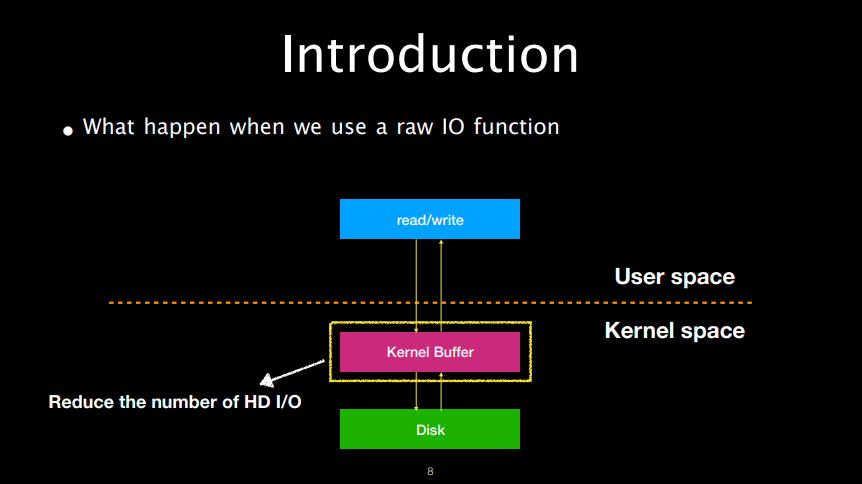 Introduction
• What happen when we use a raw IO function
read/write
User space
Kernel space
Kernel Buffer
Reduce the number of HD I/O
Disk
8